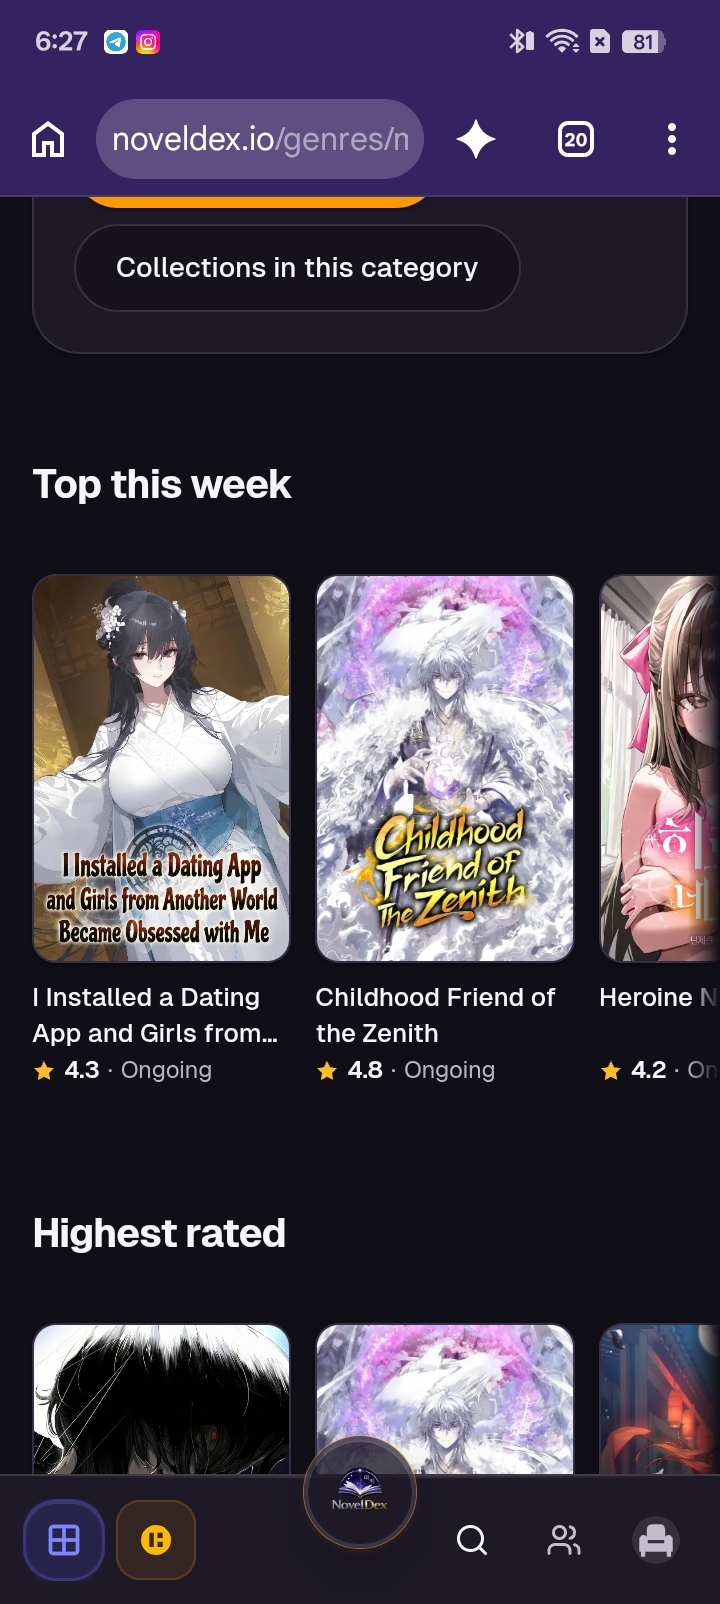 6:27
81
noveldex.io/genres/n
20
Collections in this category
Top this week
I Installed a Dating App
and Girls from Another World
Became Obsessed with Me
Childhood
Friend of
The Zenith
네
I Installed a Dating
App and Girls from...
4.3 · Ongoing
Childhood Friend of
the Zenith
4.8 · Ongoing
Heroine N
4.2 · On
Highest rated
NovelDex